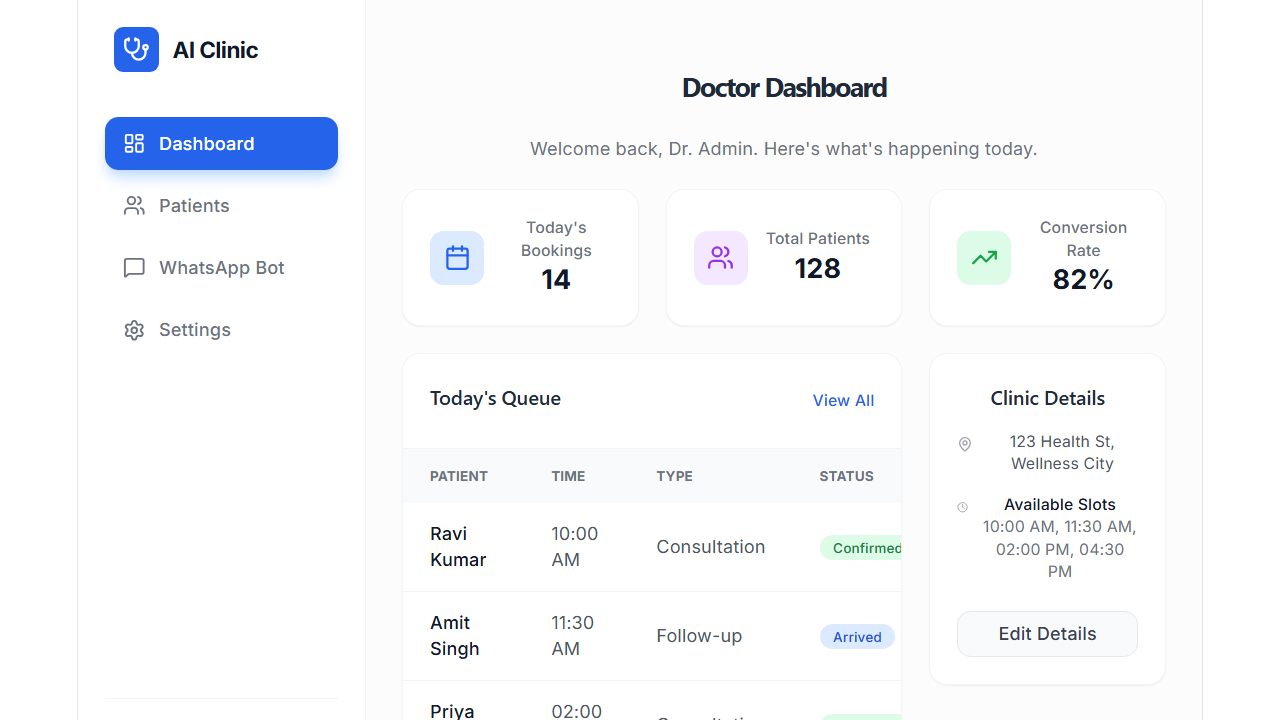 AI Clinic
Dashboard
Patients
WhatsApp Bot
Settings
Doctor Dashboard
Welcome back, Dr. Admin. Here's what's happening today.
Today's
Bookings
14
Total Patients
128
Conversion
Rate
82%
Today's Queue
View All
PATIENT TIME TYPE STATUS
Ravi
Kumar
10:00
AM
Consultation
Confirmed
Amit
Singh
11:30
AM
Follow-up
Arrived
Priya
02:00
Clinic Details
123 Health St,
Wellness City
Available Slots
10:00 AM, 11:30 AM,
02:00 PM, 04:30
PM
Edit Details